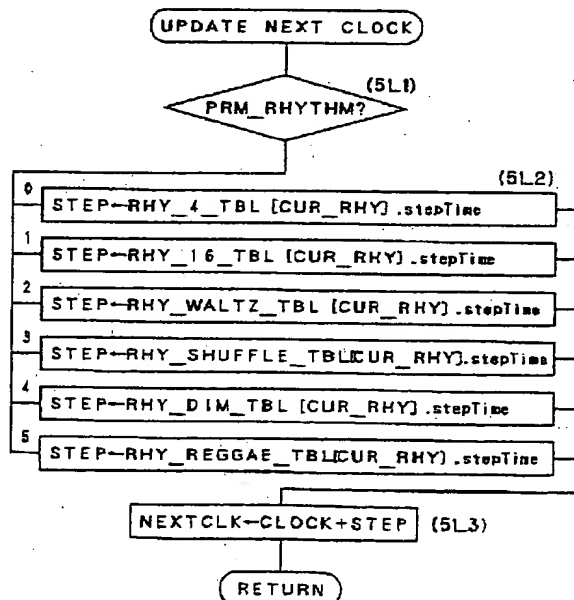 UPDATE NEXT CLOCK
(5L1)
PRM_RHYTHM?
(5L2)
0
STEP←RHY_4_TBL [CUR_RHY].stepTime
1
STEP←RHY_16_TBL [CUR_RHY].stepTime
2
STEP←RHY_WALTZ_TBL [CUR_RHY].stepTime
3
STEP←RHY_SHUFFLE_TBL[CUR_RHY].stepTime
4
STEP←RHY_DIM_TBL [CUR_RHY].stepTime
5
STEP←RHY_REGGAE_TBL[CUR_RHY].stepTime
NEXTCLK←CLOCK+STEP (5L3)
RETURN